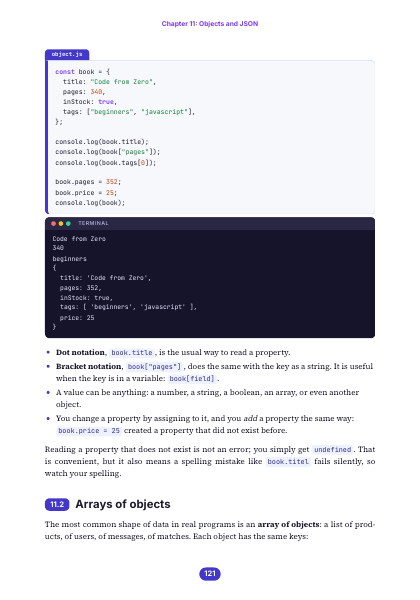 Chapter 11: Objects and JSON
object.js
const book = {
  title: "Code from Zero",
  pages: 340,
  inStock: true,
  tags: ["beginners", "javascript"],
};
console.log(book.title);
console.log(book["pages"]);
console.log(book.tags[0]);
book.pages = 352;
book.price = 25;
console.log(book);
TERMINAL
Code from Zero
340
beginners
{
  title: 'Code from Zero',
  pages: 352,
  inStock: true,
  tags: [ 'beginners', 'javascript' ],
  price: 25
}
• Dot notation, book.title, is the usual way to read a property.
• Bracket notation, book["pages"], does the same with the key as a string. It is useful
when the key is in a variable: book[field].
• A value can be anything: a number, a string, a boolean, an array, or even another
object.
• You change a property by assigning to it, and you add a property the same way:
book.price = 25 created a property that did not exist before.
Reading a property that does not exist is not an error; you simply get undefined. That
is convenient, but it also means a spelling mistake like book.titel fails silently, so
watch your spelling.
11.2 Arrays of objects
The most common shape of data in real programs is an array of objects: a list of prod-
ucts, of users, of messages, of matches. Each object has the same keys:
121